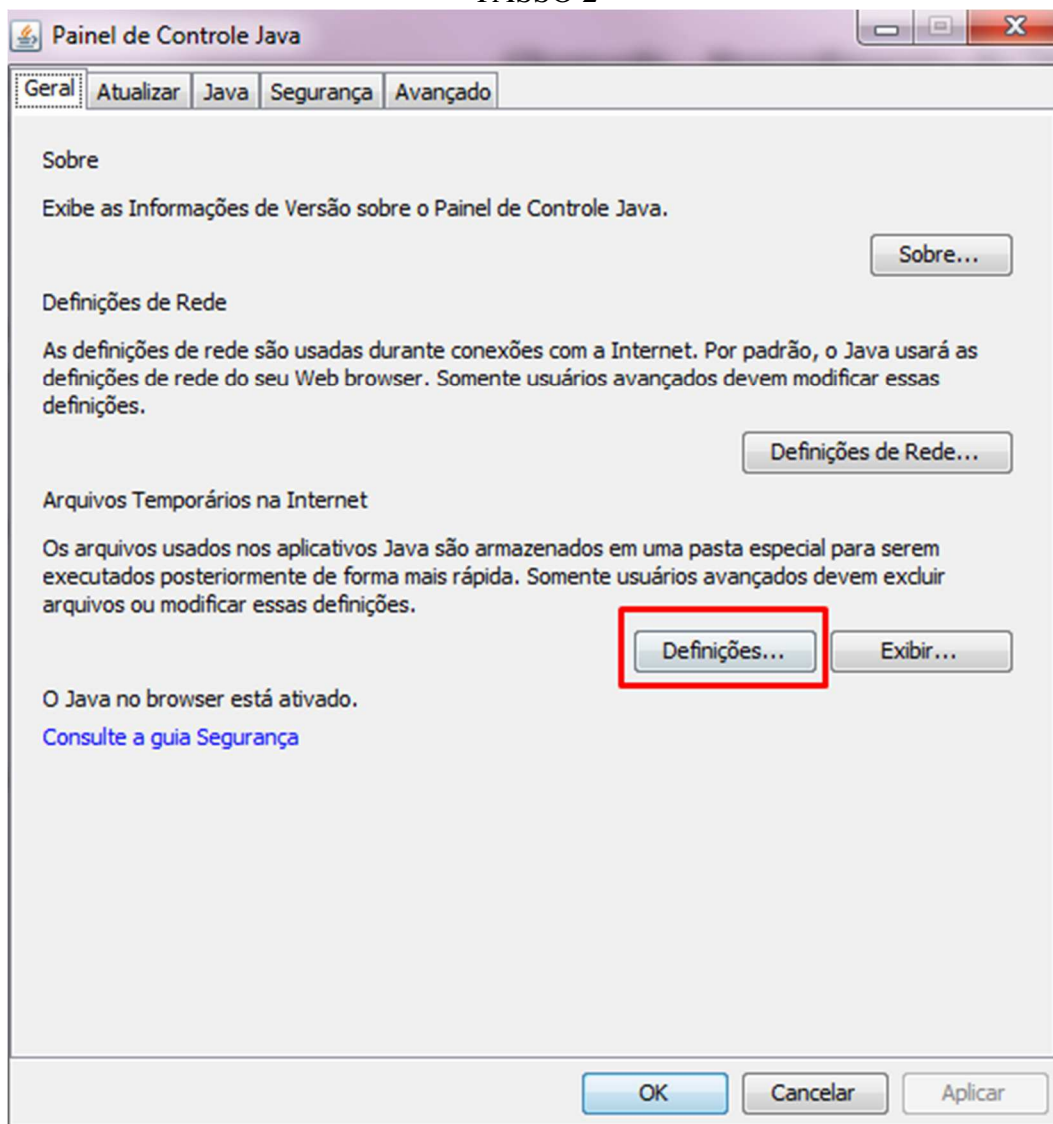 PASSO 2
Painel de Controle Java
Geral Atualizar Java Segurança Avançado
Sobre
Exibe as Informações de Versão sobre o Painel de Controle Java.
Sobre...
Definições de Rede
As definições de rede são usadas durante conexões com a Internet. Por padrão, o Java usará as
definições de rede do seu Web browser. Somente usuários avançados devem modificar essas
definições.
Definições de Rede...
Arquivos Temporários na Internet
Os arquivos usados nos aplicativos Java são armazenados em uma pasta especial para serem
executados posteriormente de forma mais rápida. Somente usuários avançados devem excluir
arquivos ou modificar essas definições.
Definições... Exibir...
O Java no browser está ativado.
Consulte a guia Segurança
OK Cancelar Aplicar